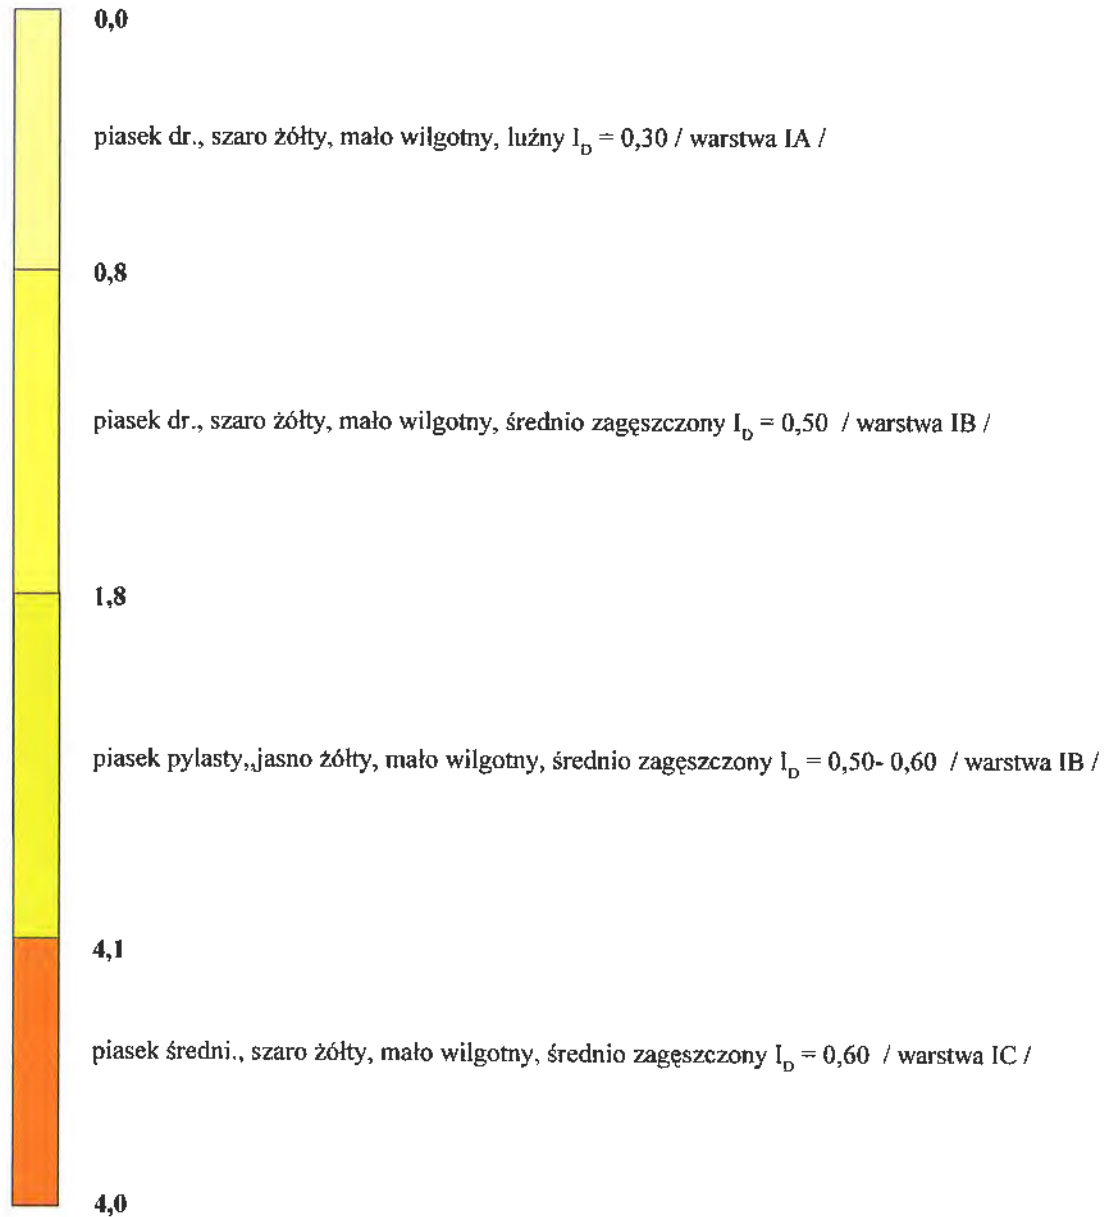 0,0
piasek dr., szaro żółty, mało wilgotny, luźny I_D = 0,30 / warstwa IA /
0,8
piasek dr., szaro żółty, mało wilgotny, średnio zagęszczony I_D = 0,50 / warstwa IB /
1,8
piasek pylasty,,jasno żółty, mało wilgotny, średnio zagęszczony I_D = 0,50- 0,60 / warstwa IB /
4,1
piasek średni., szaro żółty, mało wilgotny, średnio zagęszczony I_D = 0,60 / warstwa IC /
4,0